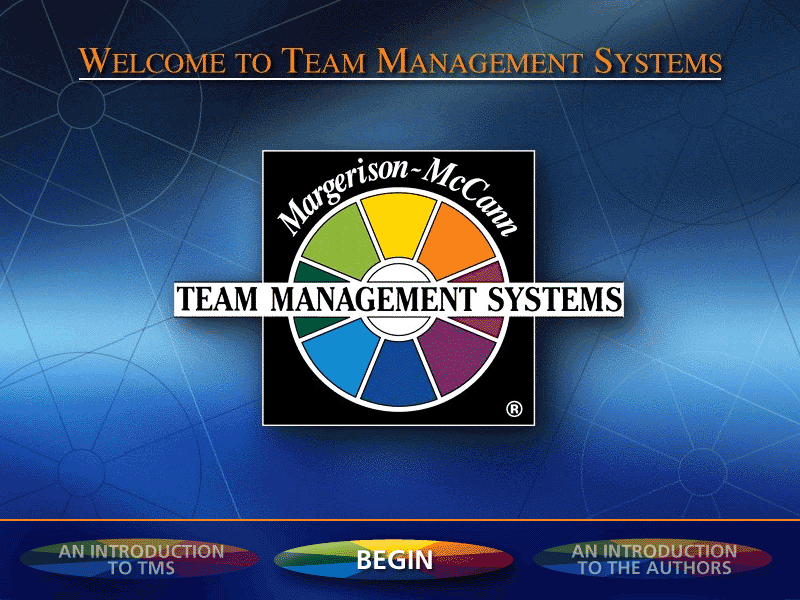 WELCOME TO TEAM MANAGEMENT SYSTEMS
Margerison-McCann
TEAM MANAGEMENT SYSTEMS
®
AN INTRODUCTION
TO TMS
BEGIN
AN INTRODUCTION
TO THE AUTHORS